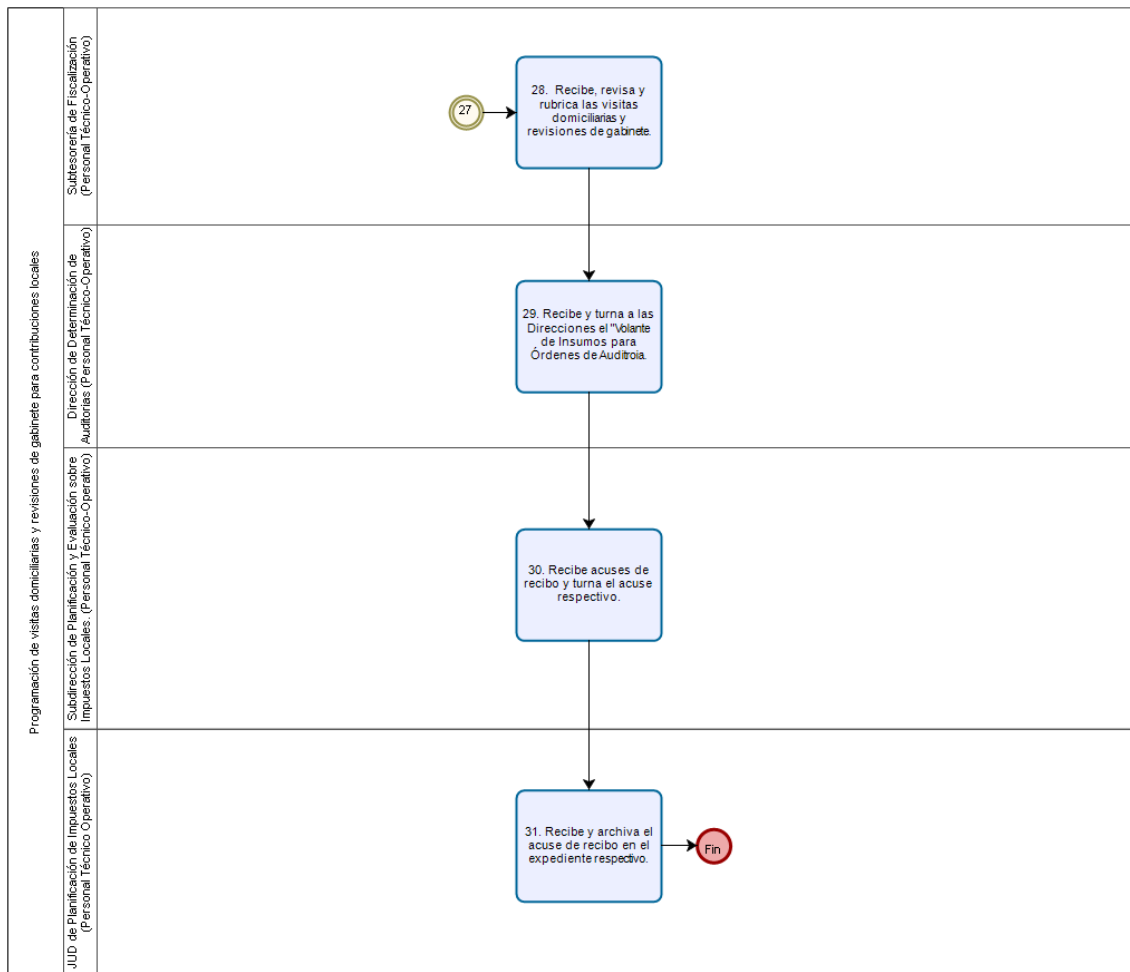 Programación de visitas domiciliarias y revisiones de gabinete para contribuciones locales
Subtesorería de Fiscalización
(Personal Técnico-Operativo)
27
28.  Recibe, revisa y
rubrica las visitas
domiciliarias y
revisiones de gabinete.
Dirección de Determinación de
Auditorias (Personal Técnico-Operativo)
29. Recibe y turna a las
Direcciones el "Volante
de Insumos para
Órdenes de Auditroia.
Subdirección de Planificación y Evaluación sobre
Impuestos Locales. (Personal Técnico-Operativo)
30. Recibe acuses de
recibo y turna el acuse
respectivo.
JUD de Planificación de Impuestos Locales
(Personal Técnico Operativo)
31. Recibe y archiva el
acuse de recibo en el
expediente respectivo.
Fin